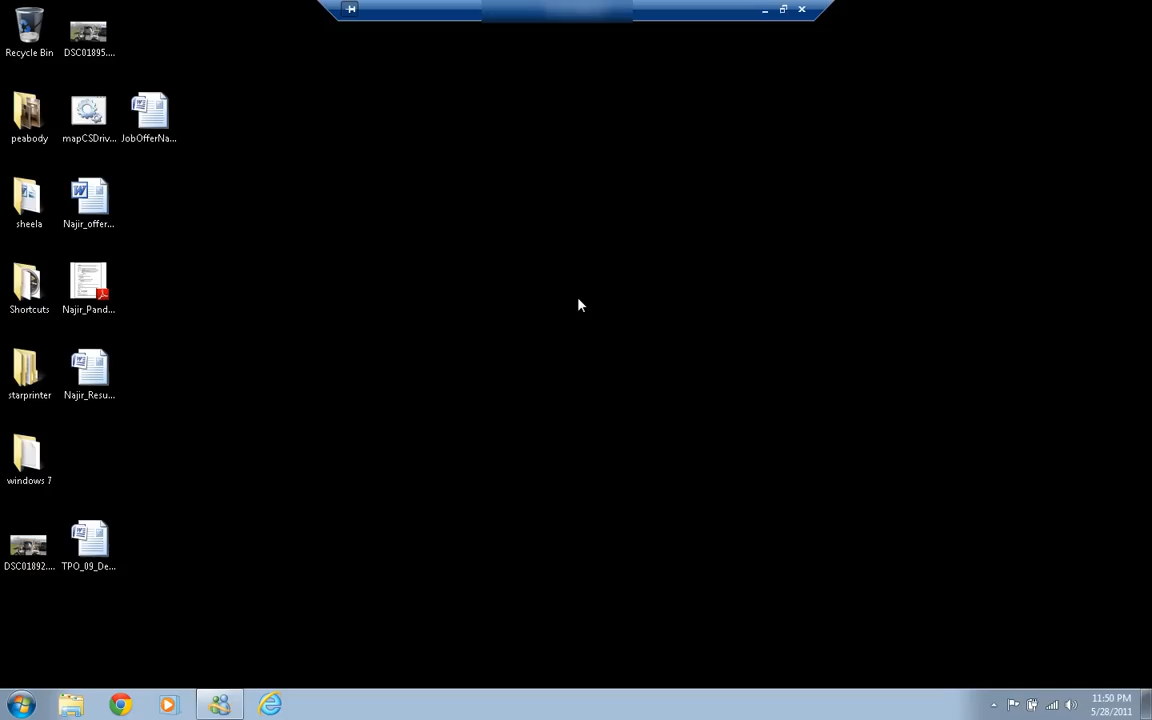 Recycle Bin
DSC01895....
peabody
mapCSDriv...
JobOfferNa...
sheela
Najir_offer...
Shortcuts
Najir_Pand...
starprinter
Najir_Resu...
windows 7
DSC01892....
TPO_09_De...
11:50 PM
5/28/2011